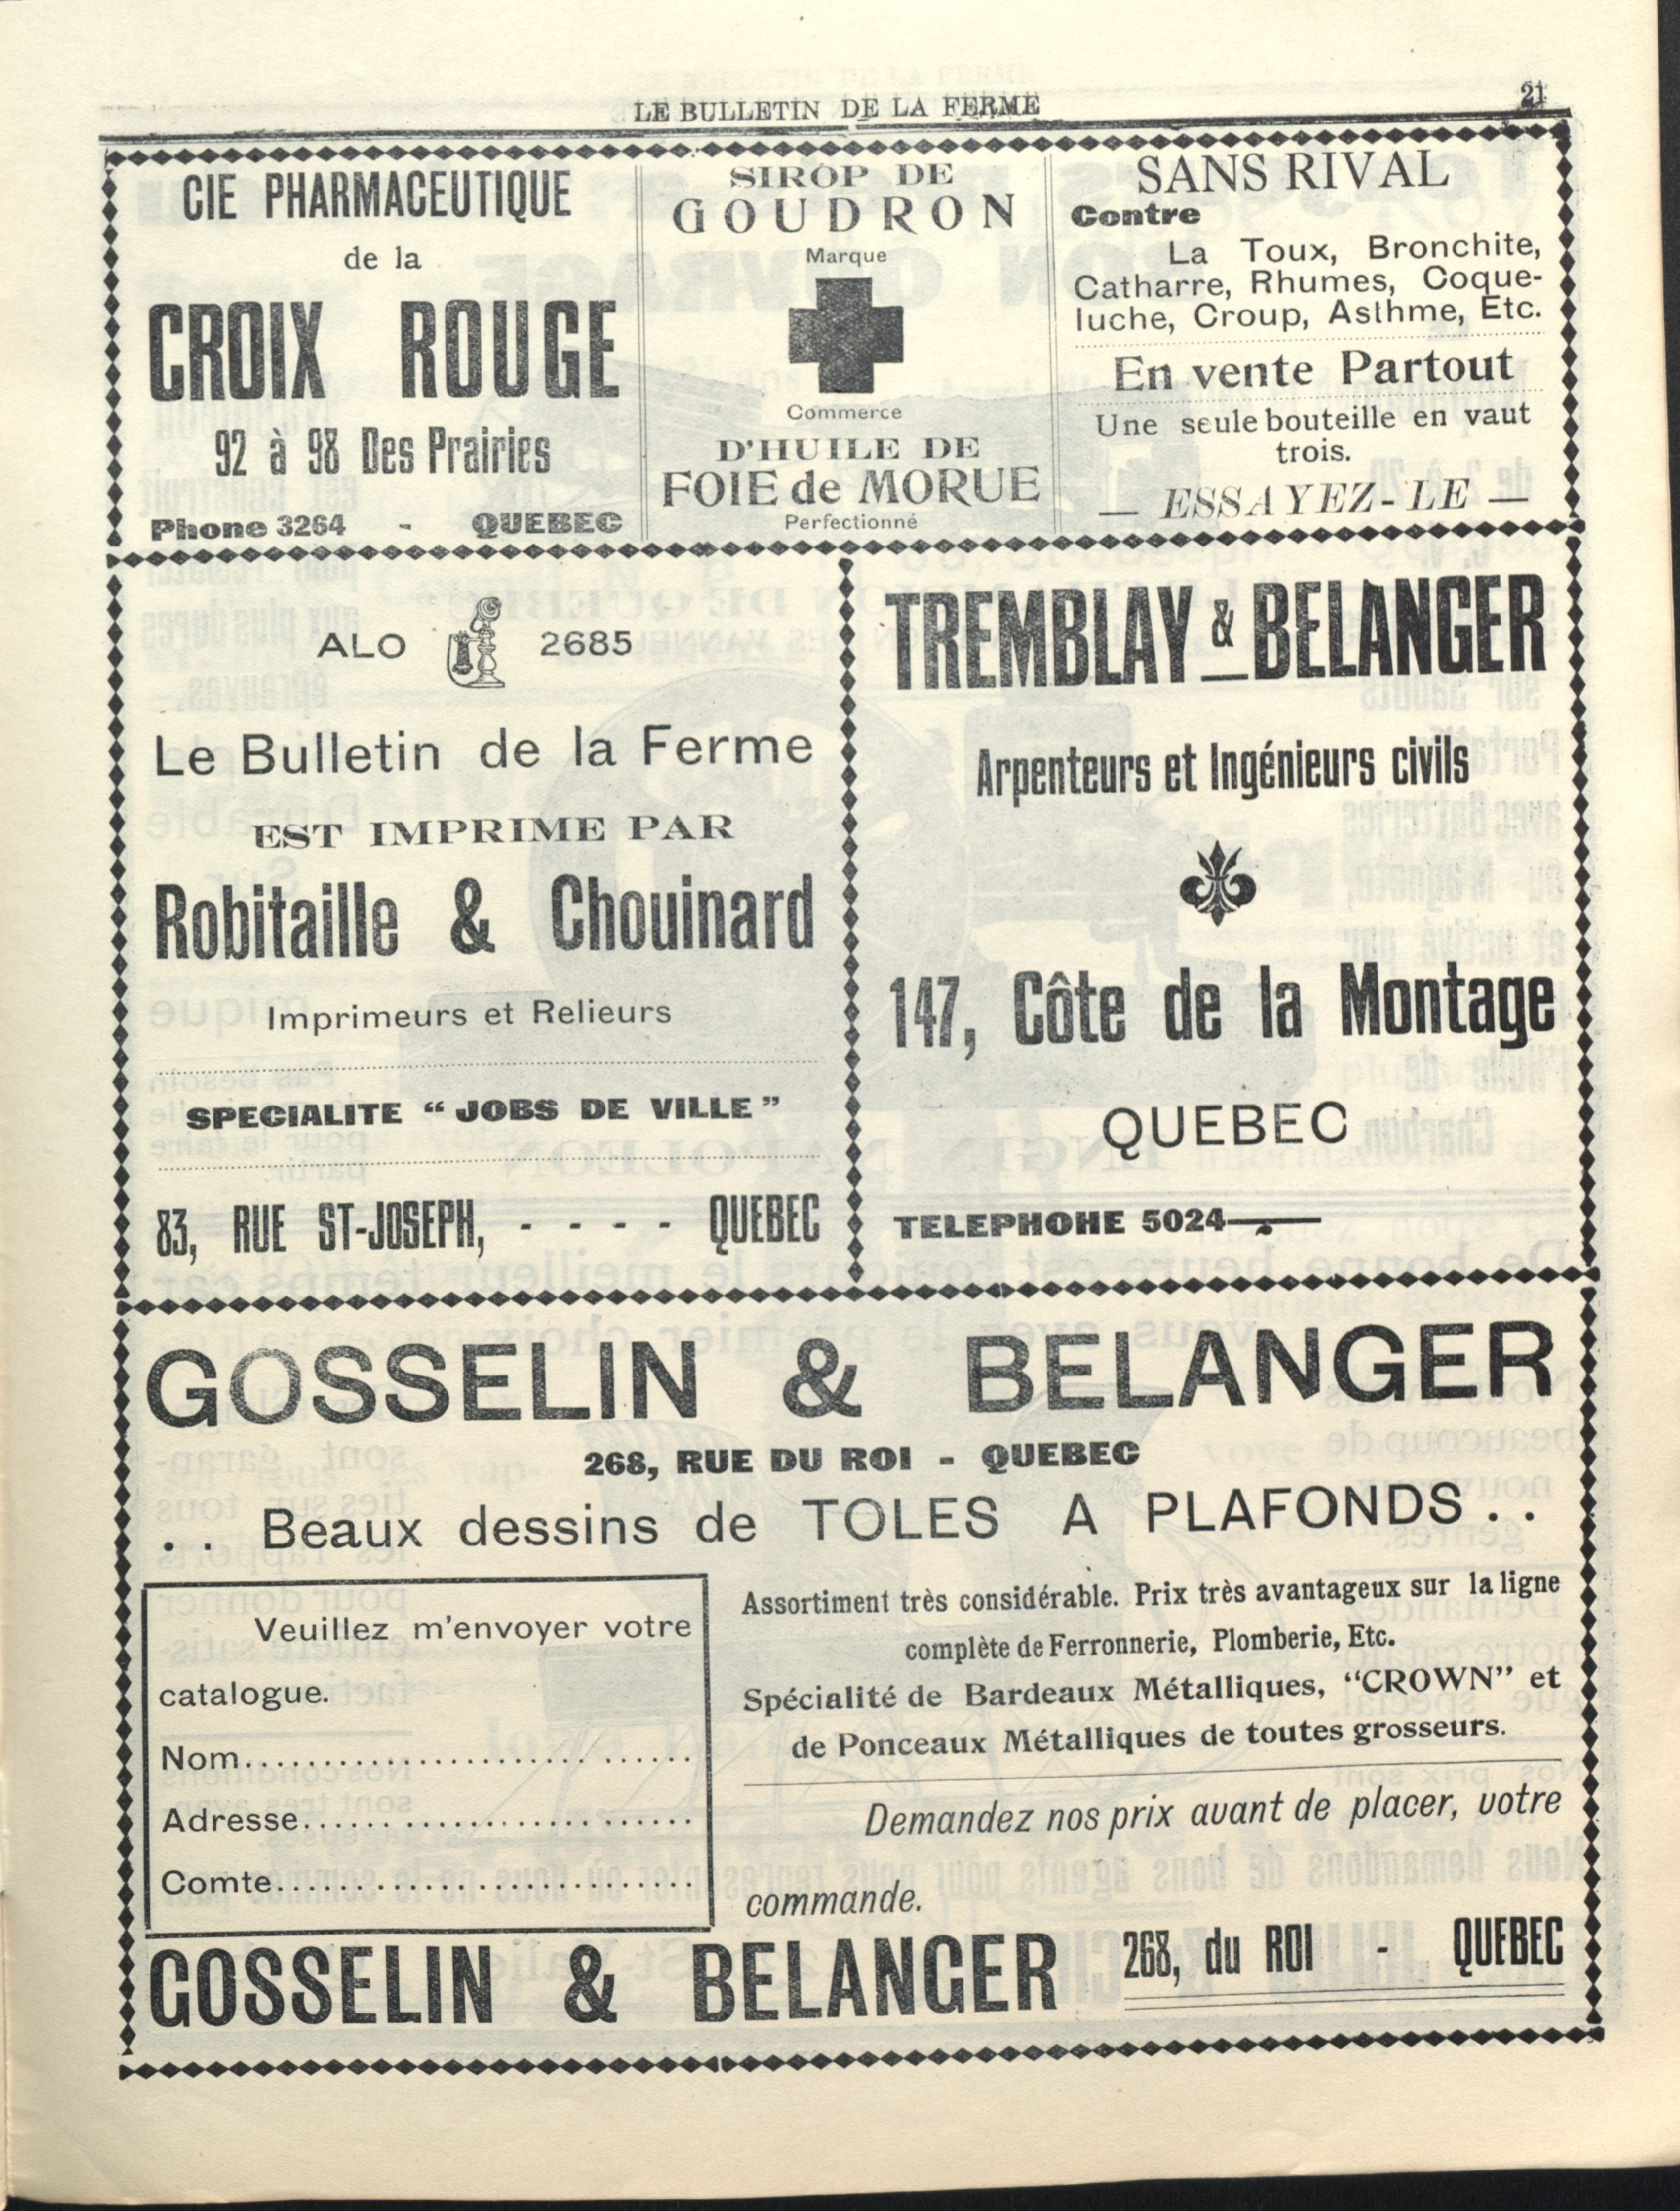 LE BULLETIN DE LA FERME
21
CIE PHARMACEUTIQUE
de la
CROIX ROUGE
92 à 98 Des Prairies
Phone 3264 - QUEBEC
SIROP DE
GOUDRON
Marque
Commerce
D'HUILE DE
FOIE de MORUE
Perfectionné
SANS RIVAL
Contre
La Toux, Bronchite,
Catharre, Rhumes, Coque-
luche, Croup, Asthme, Etc.
En vente Partout
Une seule bouteille en vaut
trois.
— ESSAYEZ-LE —
ALO 2685
Le Bulletin de la Ferme
EST IMPRIME PAR
Robitaille & Chouinard
Imprimeurs et Relieurs
SPECIALITE “ JOBS DE VILLE ”
83, RUE ST-JOSEPH, - - - - QUEBEC
TREMBLAY & BELANGER
Arpenteurs et Ingénieurs civils
147, Côte de la Montage
QUEBEC
TELEPHOHE 5024
GOSSELIN & BELANGER
268, RUE DU ROI - QUEBEC
. . Beaux dessins de TOLES A PLAFONDS . .
Veuillez m'envoyer votre
catalogue.
Nom..............................
Adresse..........................
Comte............................
Assortiment très considérable. Prix très avantageux sur la ligne
complète de Ferronnerie, Plomberie, Etc.
Spécialité de Bardeaux Métalliques, “CROWN” et
de Ponceaux Métalliques de toutes grosseurs.
Demandez nos prix avant de placer, votre
commande.
GOSSELIN & BELANGER 268, du ROI - QUEBEC